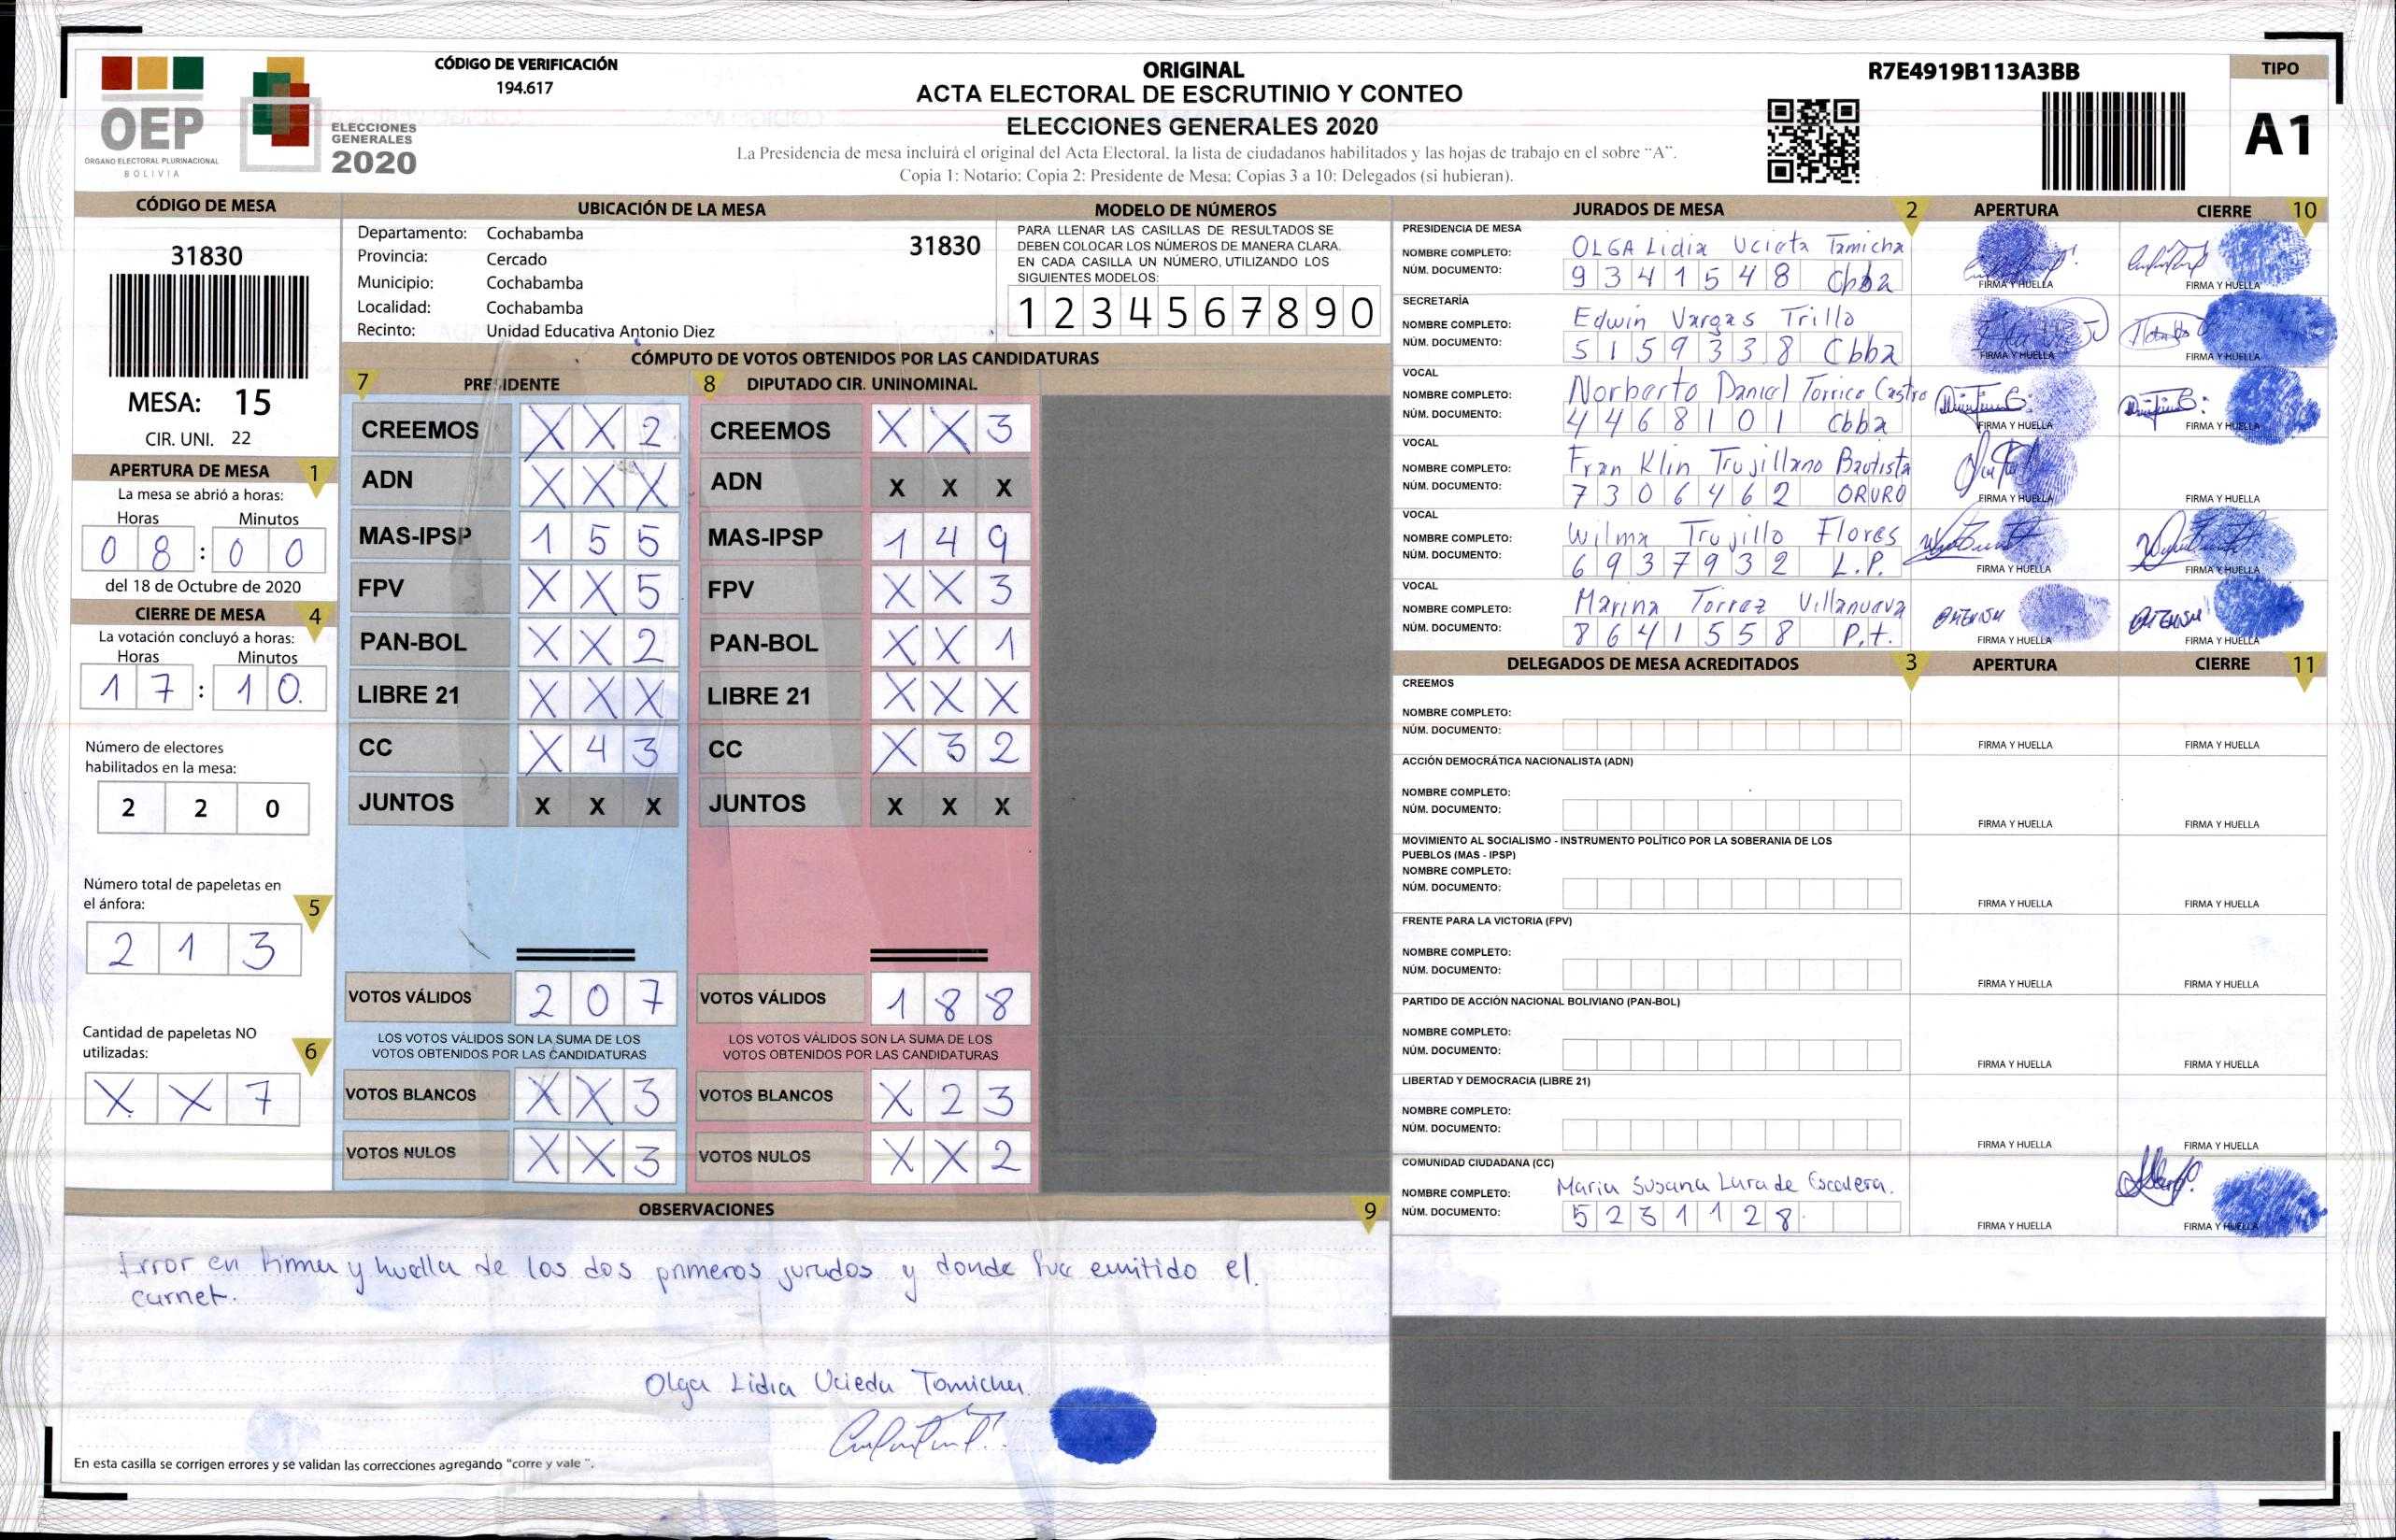 OEP
ÓRGANO ELECTORAL PLURINACIONAL
BOLIVIA
ELECCIONES
GENERALES
2020
CÓDIGO DE VERIFICACIÓN
194.617
ORIGINAL
ACTA ELECTORAL DE ESCRUTINIO Y CONTEO
ELECCIONES GENERALES 2020
La Presidencia de mesa incluirá el original del Acta Electoral, la lista de ciudadanos habilitados y las hojas de trabajo en el sobre “A”.
Copia 1: Notario; Copia 2: Presidente de Mesa; Copias 3 a 10: Delegados (si hubieran).
R7E4919B113A3BB
TIPO
A1
CÓDIGO DE MESA
31830
MESA: 15
CIR. UNI. 22
APERTURA DE MESA 1
La mesa se abrió a horas:
Horas Minutos
0 8 : 0 0
del 18 de Octubre de 2020
CIERRE DE MESA 4
La votación concluyó a horas:
Horas Minutos
1 7 : 1 0.
Número de electores
habilitados en la mesa:
2 2 0
Número total de papeletas en
el ánfora: 5
2 1 3
Cantidad de papeletas NO
utilizadas: 6
X X 7
UBICACIÓN DE LA MESA
Departamento: Cochabamba 31830
Provincia: Cercado
Municipio: Cochabamba
Localidad: Cochabamba
Recinto: Unidad Educativa Antonio Diez
MODELO DE NÚMEROS
PARA LLENAR LAS CASILLAS DE RESULTADOS SE
DEBEN COLOCAR LOS NÚMEROS DE MANERA CLARA.
EN CADA CASILLA UN NÚMERO, UTILIZANDO LOS
SIGUIENTES MODELOS:
1 2 3 4 5 6 7 8 9 0
CÓMPUTO DE VOTOS OBTENIDOS POR LAS CANDIDATURAS
7 PRESIDENTE 8 DIPUTADO CIR. UNINOMINAL
CREEMOS X X 2 CREEMOS X X 3
ADN X X X ADN X X X
MAS-IPSP 1 5 5 MAS-IPSP 1 4 9
FPV X X 5 FPV X X 3
PAN-BOL X X 2 PAN-BOL X X 1
LIBRE 21 X X X LIBRE 21 X X X
CC X 4 3 CC X 3 2
JUNTOS X X X JUNTOS X X X
VOTOS VÁLIDOS 2 0 7 VOTOS VÁLIDOS 1 8 8
LOS VOTOS VÁLIDOS SON LA SUMA DE LOS LOS VOTOS VÁLIDOS SON LA SUMA DE LOS
VOTOS OBTENIDOS POR LAS CANDIDATURAS VOTOS OBTENIDOS POR LAS CANDIDATURAS
VOTOS BLANCOS X X 3 VOTOS BLANCOS X 2 3
VOTOS NULOS X X 3 VOTOS NULOS X X 2
OBSERVACIONES 9
Error en firma y huella de los dos primeros jurados y donde fue emitido el.
carnet.
Olga Lidia Ucieda Tomicha
En esta casilla se corrigen errores y se validan las correcciones agregando “corre y vale ”.
JURADOS DE MESA 2 APERTURA CIERRE 10
PRESIDENCIA DE MESA
NOMBRE COMPLETO: OLGA Lidia Ucieta Tamicha
NÚM. DOCUMENTO: 9 3 4 1 5 4 8 Cbba
FIRMA Y HUELLA FIRMA Y HUELLA
SECRETARÍA
NOMBRE COMPLETO: Edwin Vargas Trillo
NÚM. DOCUMENTO: 5 1 5 9 3 3 8 Cbba
FIRMA Y HUELLA FIRMA Y HUELLA
VOCAL
NOMBRE COMPLETO: Norberto Daniel Torrico Castro
NÚM. DOCUMENTO: 4 4 6 8 1 0 1 Cbba
FIRMA Y HUELLA FIRMA Y HUELLA
VOCAL
NOMBRE COMPLETO: Fran Klin Trujillano Bautista
NÚM. DOCUMENTO: 7 3 0 6 4 6 2 ORURO
FIRMA Y HUELLA FIRMA Y HUELLA
VOCAL
NOMBRE COMPLETO: Wilma Trujillo Flores
NÚM. DOCUMENTO: 6 9 3 7 9 3 2 L.P.
FIRMA Y HUELLA FIRMA Y HUELLA
VOCAL
NOMBRE COMPLETO: Marina Torrez Villanueva
NÚM. DOCUMENTO: 8 6 4 1 5 5 8 P.t.
FIRMA Y HUELLA FIRMA Y HUELLA
DELEGADOS DE MESA ACREDITADOS 3 APERTURA CIERRE 11
CREEMOS
NOMBRE COMPLETO:
NÚM. DOCUMENTO:
FIRMA Y HUELLA FIRMA Y HUELLA
ACCIÓN DEMOCRÁTICA NACIONALISTA (ADN)
NOMBRE COMPLETO:
NÚM. DOCUMENTO:
FIRMA Y HUELLA FIRMA Y HUELLA
MOVIMIENTO AL SOCIALISMO - INSTRUMENTO POLÍTICO POR LA SOBERANIA DE LOS
PUEBLOS (MAS - IPSP)
NOMBRE COMPLETO:
NÚM. DOCUMENTO:
FIRMA Y HUELLA FIRMA Y HUELLA
FRENTE PARA LA VICTORIA (FPV)
NOMBRE COMPLETO:
NÚM. DOCUMENTO:
FIRMA Y HUELLA FIRMA Y HUELLA
PARTIDO DE ACCIÓN NACIONAL BOLIVIANO (PAN-BOL)
NOMBRE COMPLETO:
NÚM. DOCUMENTO:
FIRMA Y HUELLA FIRMA Y HUELLA
LIBERTAD Y DEMOCRACIA (LIBRE 21)
NOMBRE COMPLETO:
NÚM. DOCUMENTO:
FIRMA Y HUELLA FIRMA Y HUELLA
COMUNIDAD CIUDADANA (CC)
NOMBRE COMPLETO: Maria Susana Lara de Escalera.
NÚM. DOCUMENTO: 5 2 3 1 1 2 8
FIRMA Y HUELLA FIRMA Y HUELLA